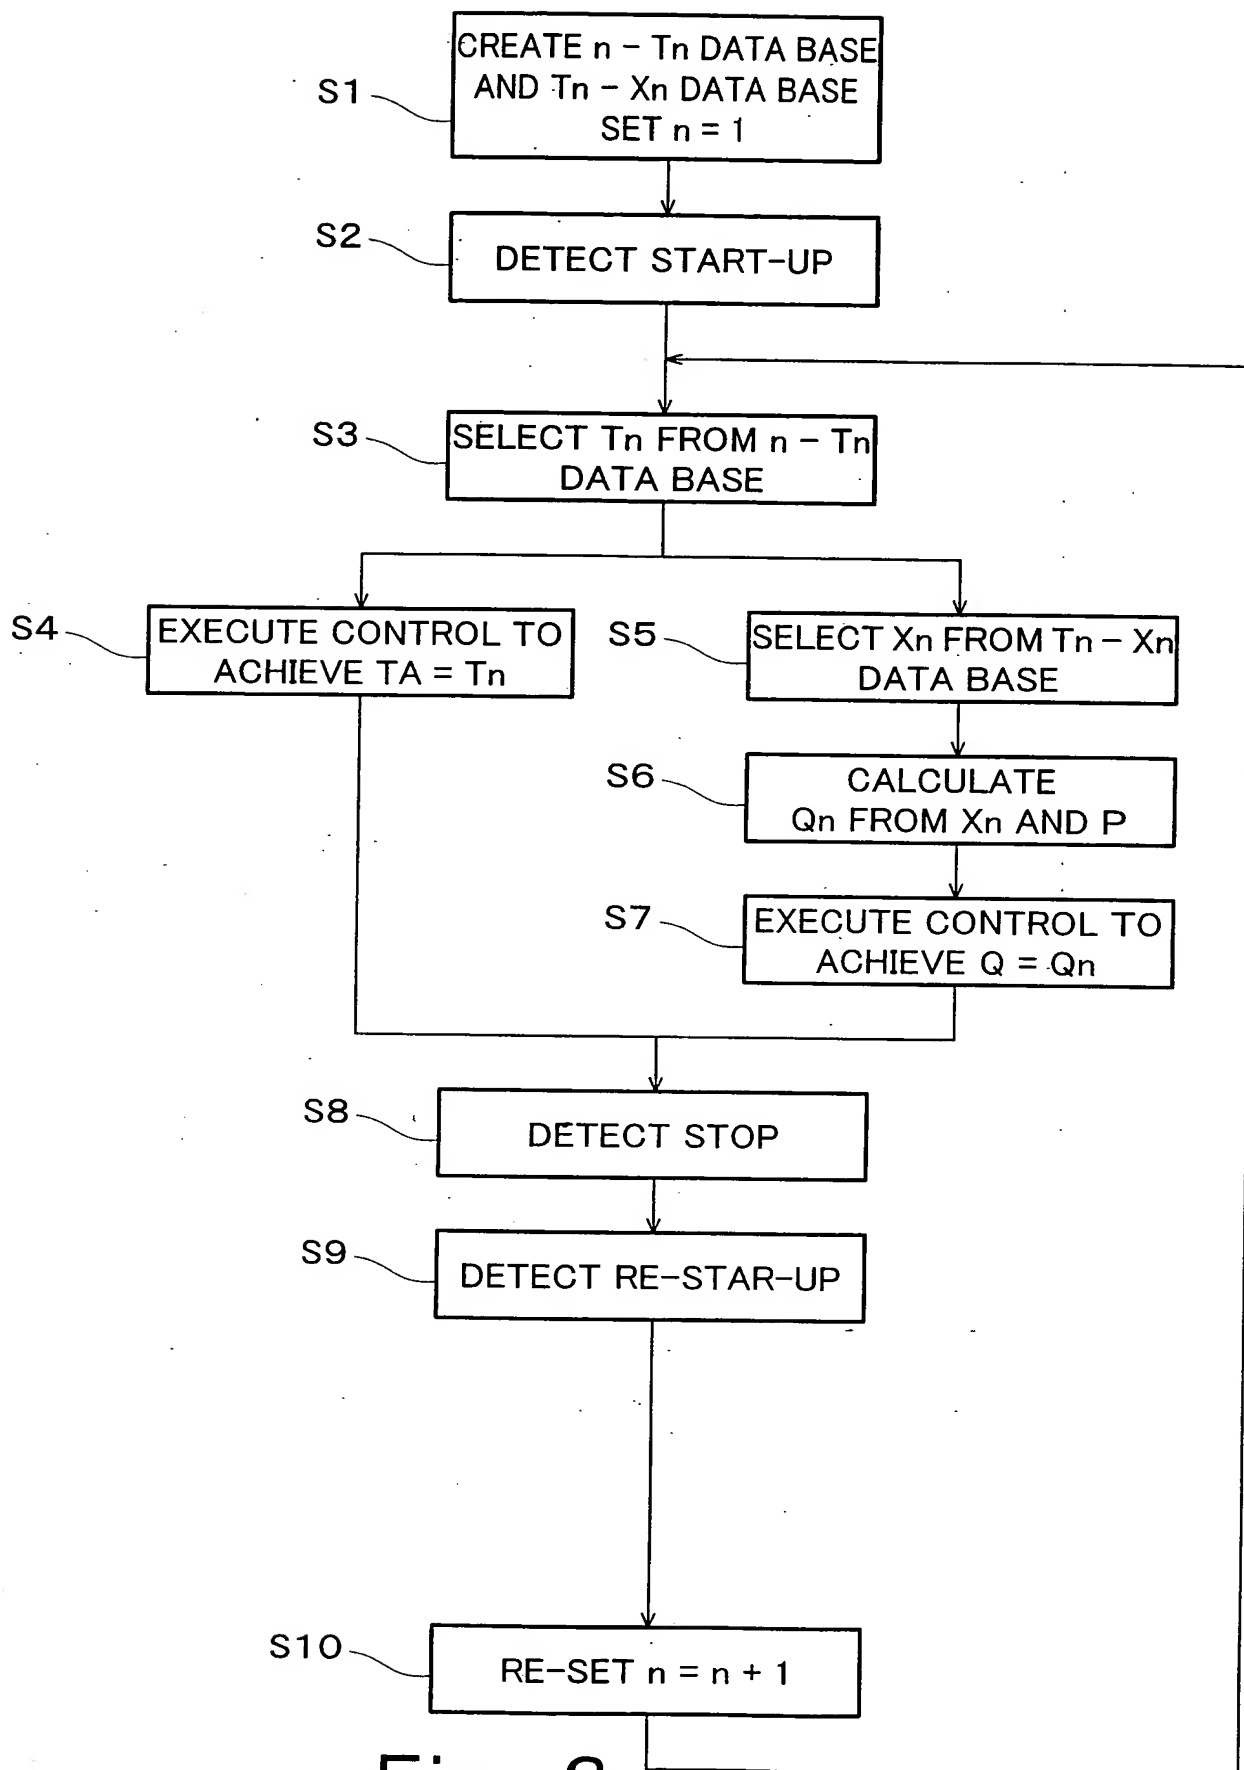 S1
CREATE n – Tn DATA BASE
AND Tn – Xn DATA BASE
SET n = 1
S2
DETECT START-UP
S3
SELECT Tn FROM n – Tn
DATA BASE
S4
EXECUTE CONTROL TO
ACHIEVE TA = Tn
S5
SELECT Xn FROM Tn – Xn
DATA BASE
S6
CALCULATE
Qn FROM Xn AND P
S7
EXECUTE CONTROL TO
ACHIEVE Q = Qn
S8
DETECT STOP
S9
DETECT RE-STAR-UP
S10
RE-SET n = n + 1